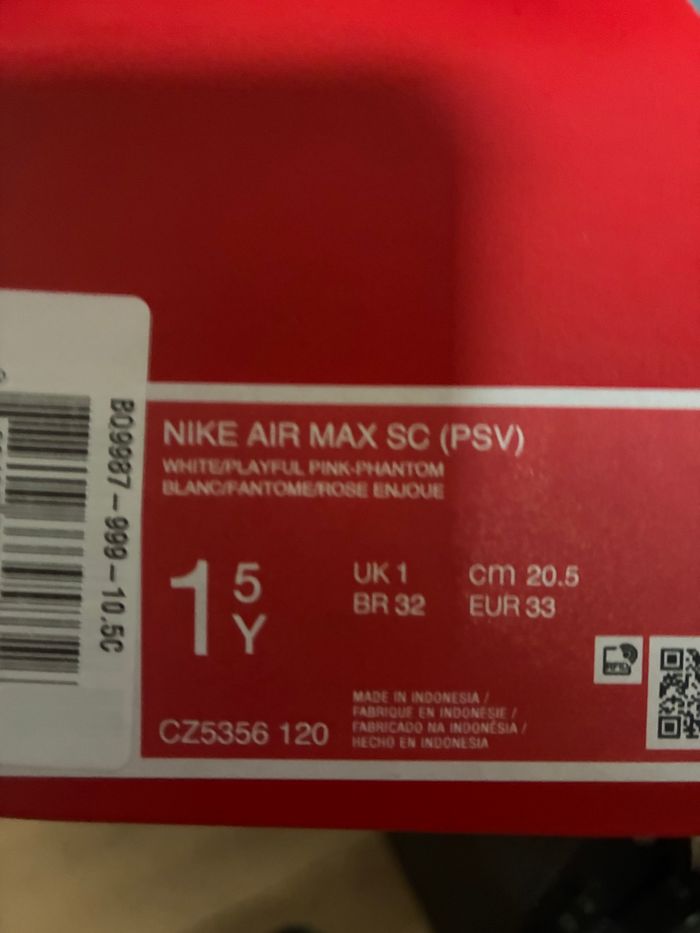 BQ9987-999-10.5C
NIKE AIR MAX SC (PSV)
WHITE/PLAYFUL PINK-PHANTOM
BLANC/FANTOME/ROSE ENJOUE
1 5 Y
UK 1 cm 20.5
BR 32 EUR 33
MADE IN INDONESIA /
FABRIQUE EN INDONESIE /
FABRICADO NA INDONÉSIA /
HECHO EN INDONESIA
CZ5356 120